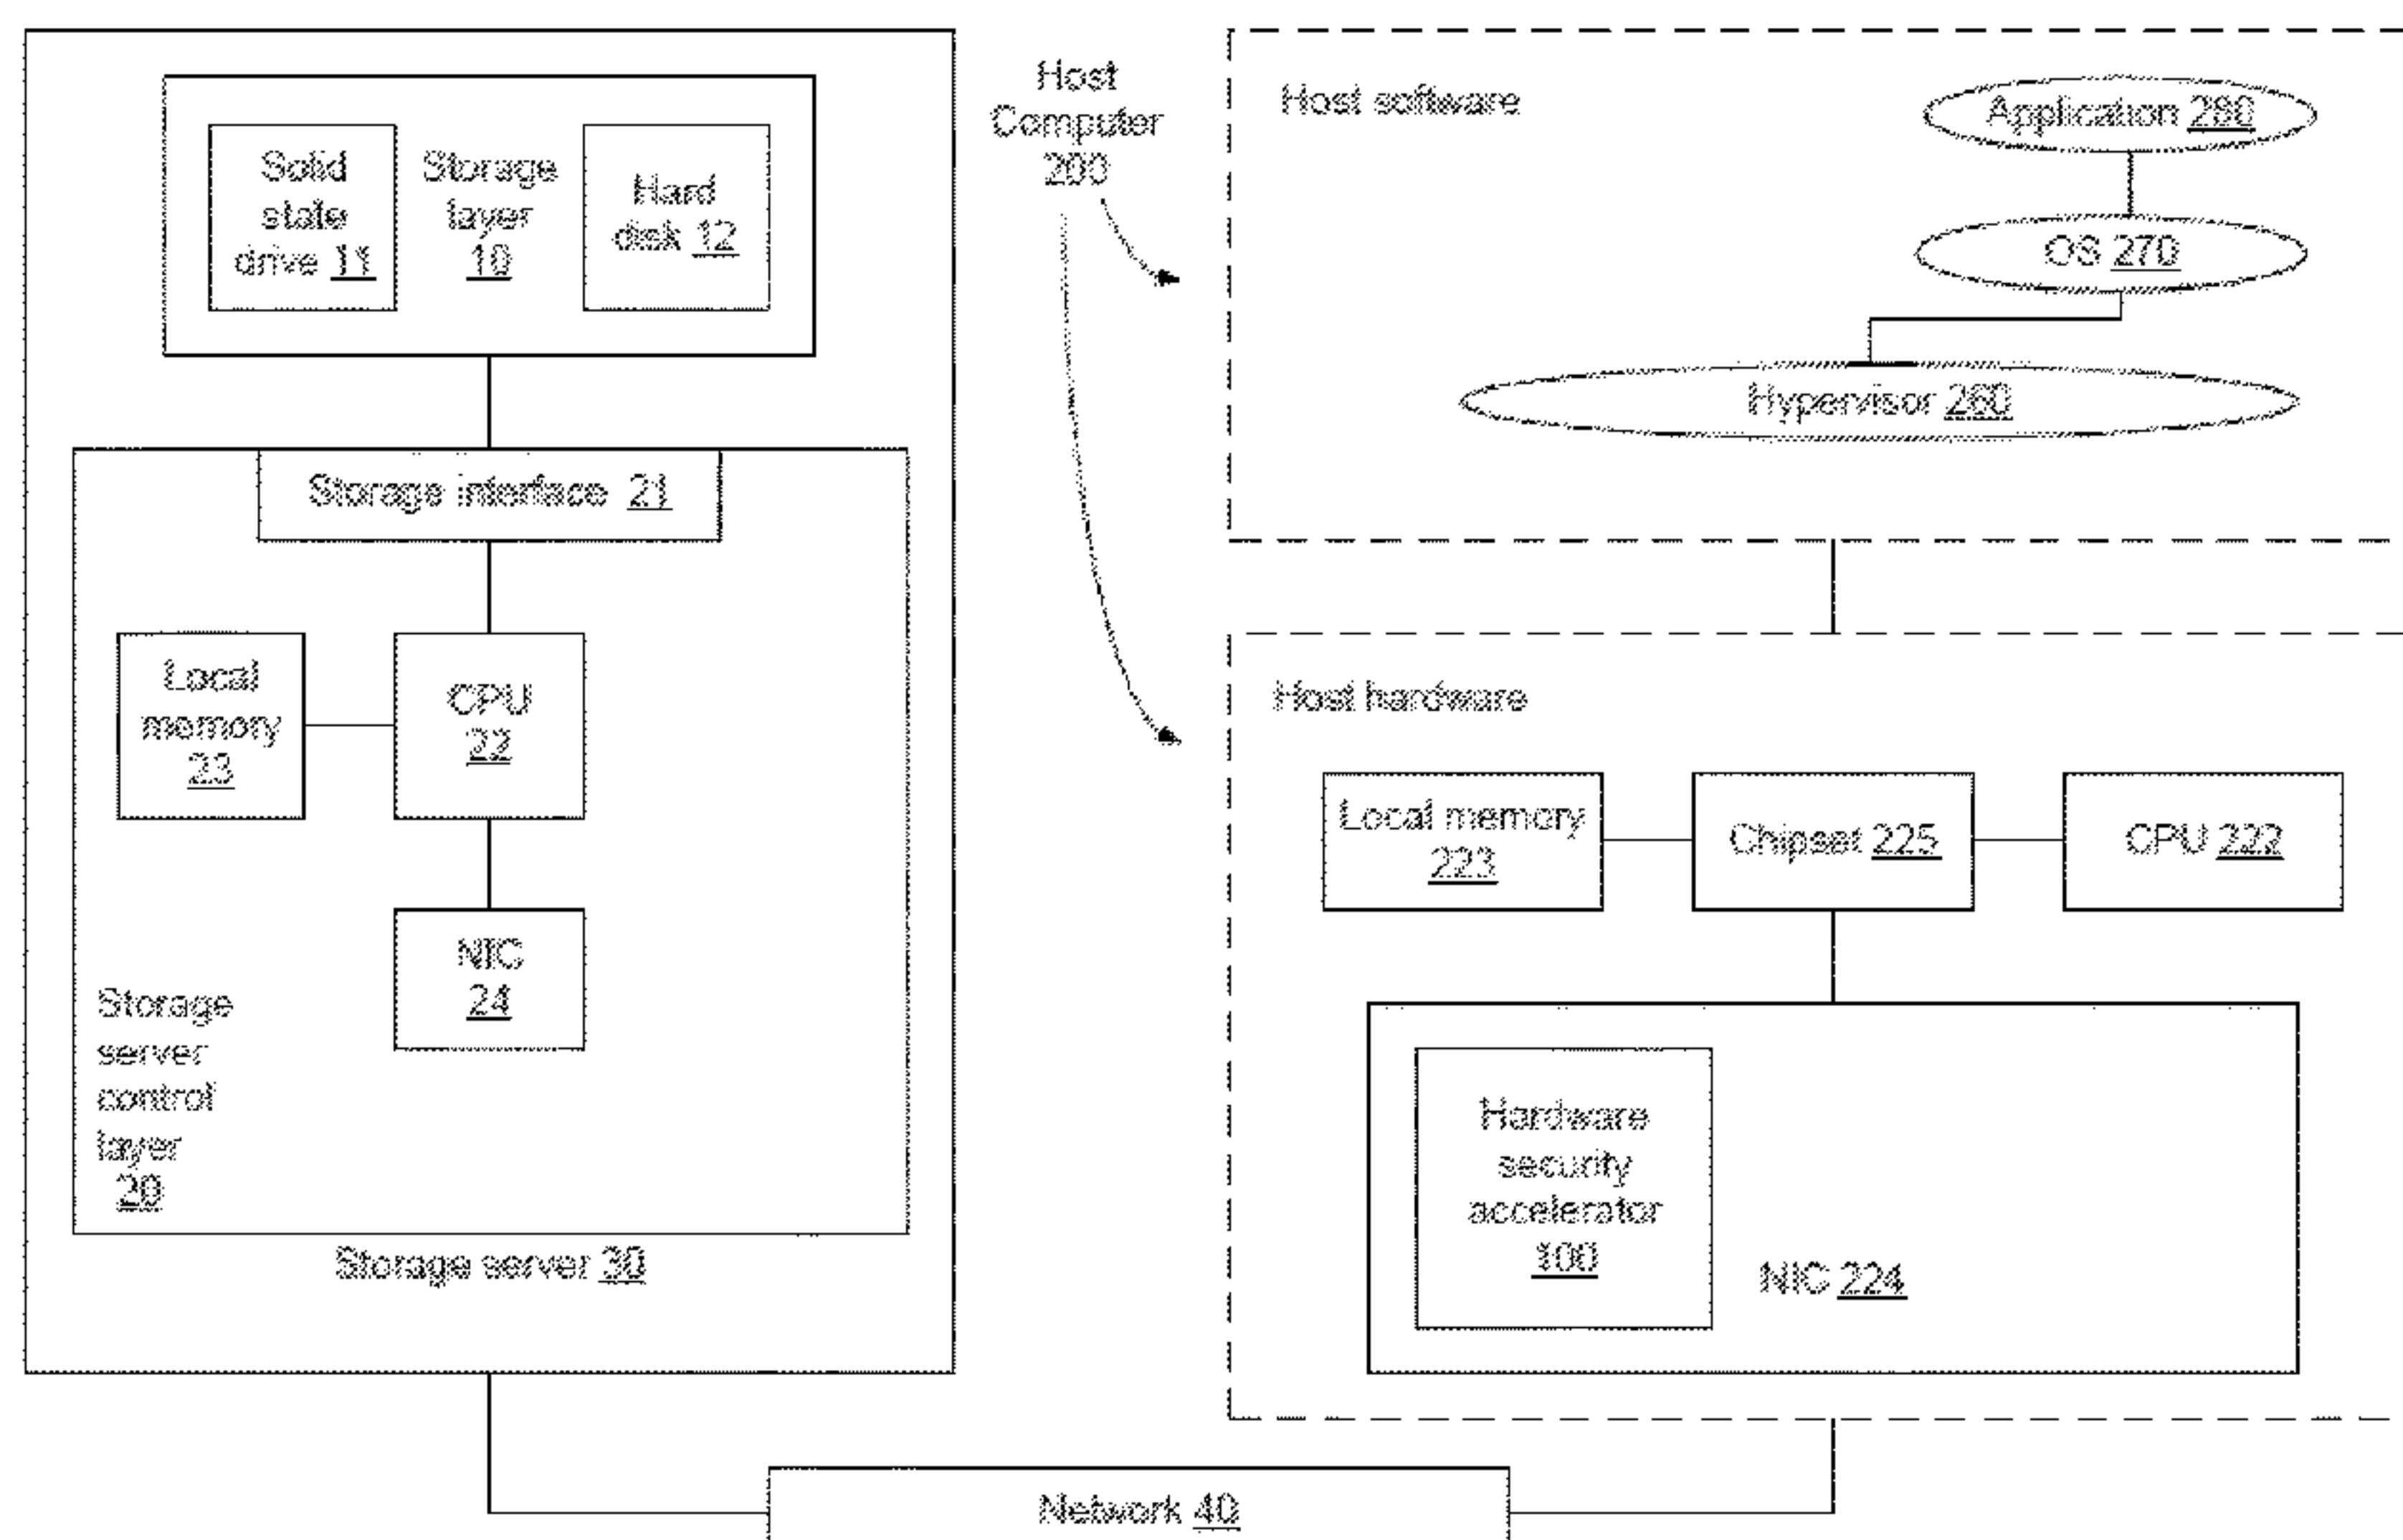 Solid
state
drive 11
Storage
layer
10
Hard
disk 12
Storage interface 21
Local
memory
23
CPU
22
NIC
24
Storage
server
control
layer
20
Storage server 30
Host
Computer
200
Host software
Application 280
OS 270
Hypervisor 260
Host hardware
Local memory
223
Chipset 225
CPU 222
Hardware
security
accelerator
100
NIC 224
Network 40